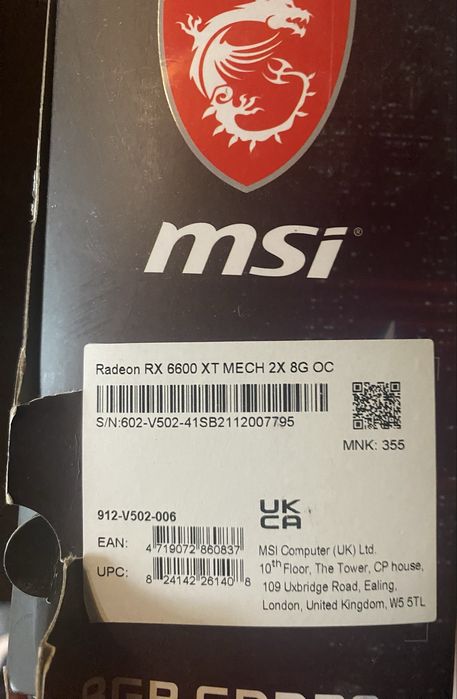 msi®
Radeon RX 6600 XT MECH 2X 8G OC
S/N:602-V502-41SB2112007795
MNK: 355
912-V502-006
UK
CA
EAN: 4 719072 860837
UPC: 8 24142 26140 8
MSI Computer (UK) Ltd.
10th Floor, The Tower, CP house,
109 Uxbridge Road, Ealing,
London, United Kingdom, W5 5TL
8GB GDDR6